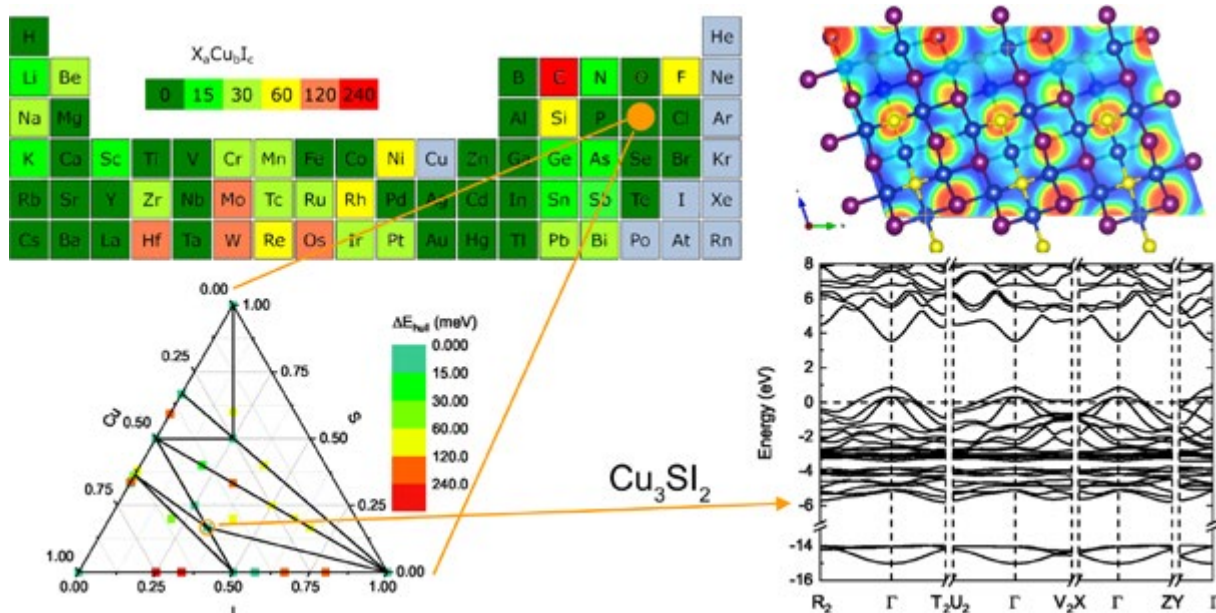 H He
X_aCu_bI_c
Li Be B C N O F Ne
0 15 30 60 120 240
Na Mg Al Si P Cl Ar
K Ca Sc Ti V Cr Mn Fe Co Ni Cu Zn Ga Ge As Se Br Kr
Rb Sr Y Zr Nb Mo Tc Ru Rh Pd Ag Cd In Sn Sb Te I Xe
Cs Ba La Hf Ta W Re Os Ir Pt Au Hg Tl Pb Bi Po At Rn
0.00
1.00
ΔE_hull (meV)
0.000
15.00
30.00
60.00
120.0
240.0
0.25
0.75
Cu
S
0.50
0.50
0.75
0.25
1.00
0.00
0.00 0.25 0.50 0.75 1.00
I
Cu₃SI₂
Energy (eV)
8
6
4
2
0
-2
-4
-6
-14
-16
R₂ Γ T₂U₂ Γ V₂X Γ ZY Γ